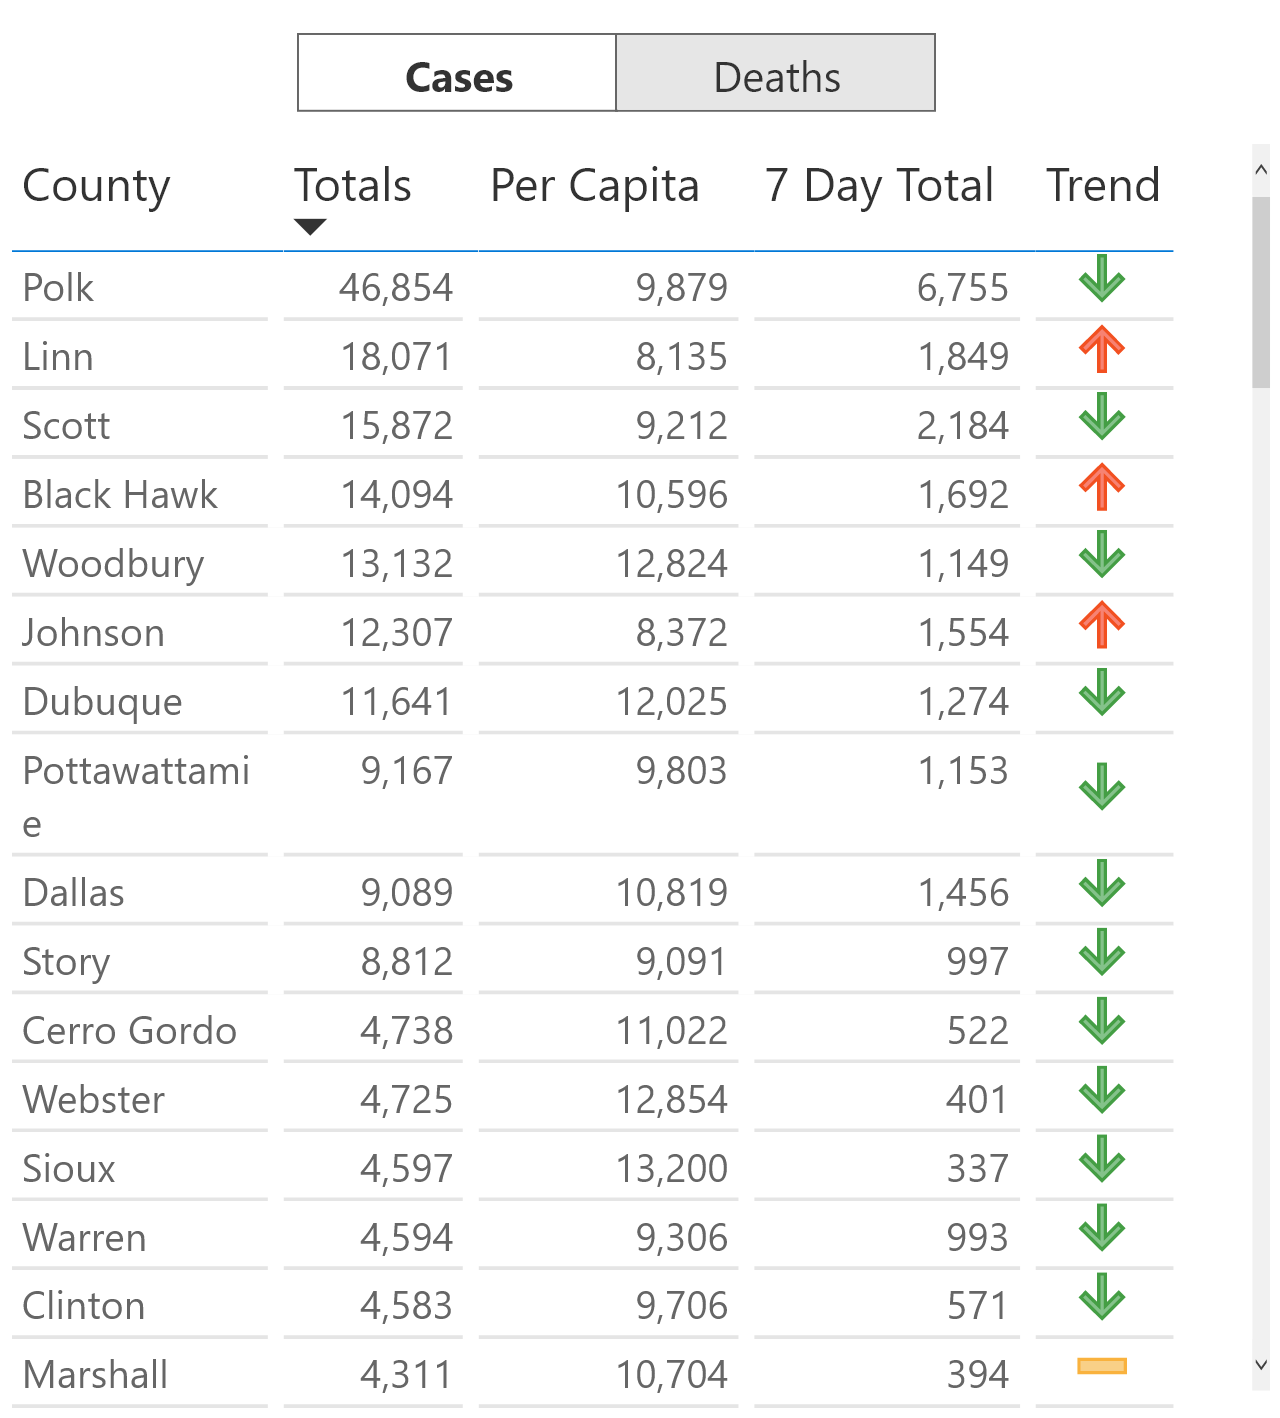 Cases Deaths
County Totals Per Capita 7 Day Total Trend
Polk 46,854 9,879 6,755
Linn 18,071 8,135 1,849
Scott 15,872 9,212 2,184
Black Hawk 14,094 10,596 1,692
Woodbury 13,132 12,824 1,149
Johnson 12,307 8,372 1,554
Dubuque 11,641 12,025 1,274
Pottawattami 9,167 9,803 1,153
e
Dallas 9,089 10,819 1,456
Story 8,812 9,091 997
Cerro Gordo 4,738 11,022 522
Webster 4,725 12,854 401
Sioux 4,597 13,200 337
Warren 4,594 9,306 993
Clinton 4,583 9,706 571
Marshall 4,311 10,704 394